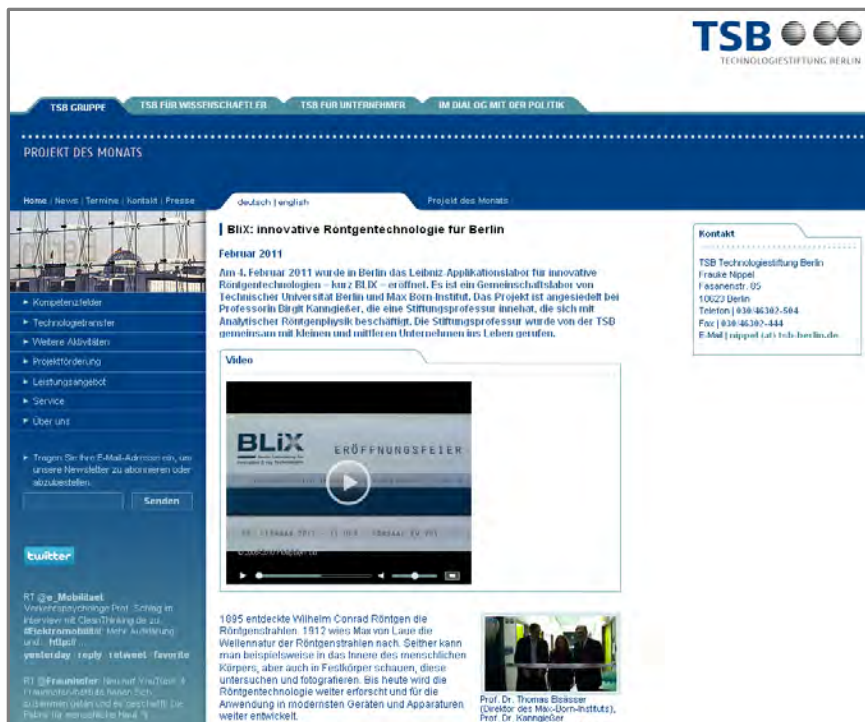 TSB
TECHNOLOGIESTIFTUNG BERLIN
TSB GRUPPE
TSB FÜR WISSENSCHAFTLER
TSB FÜR UNTERNEHMER
IM DIALOG MIT DER POLITIK
PROJEKT DES MONATS
Home | News | Termine | Kontakt | Presse
deutsch | english
Projekt des Monats
Kompetenzfelder
Technologietransfer
Weitere Aktivitäten
Projektförderung
Leistungsangebot
Service
Über uns
Tragen Sie Ihre E-Mail-Adresse ein, um
unsere Newsletter zu abonnieren oder
abzubestellen.
Senden
twitter
RT @e_Mobilitaet:
Verkehrspsychologe Prof. Schlag im
Interview mit CleanThinking.de zu
#Elektromobilität: Mehr Aufklärung
und... http://...
yesterday · reply · retweet · favorite
RT @Fraunhofer:
BLiX: innovative Röntgentechnologie für Berlin
Februar 2011
Am 4. Februar 2011 wurde in Berlin das Leibniz-Applikationslabor für innovative
Röntgentechnologien – kurz BLIX – eröffnet. Es ist ein Gemeinschaftslabor von
Technischer Universität Berlin und Max Born-Institut. Das Projekt ist angesiedelt bei
Professorin Birgit Kanngießer, die eine Stiftungsprofessur innehat, die sich mit
Analytischer Röntgenphysik beschäftigt. Die Stiftungsprofessur wurde von der TSB
gemeinsam mit kleinen und mittleren Unternehmen ins Leben gerufen.
Video
BLiX
ERÖFFNUNGSFEIER
1895 entdeckte Wilhelm Conrad Röntgen die
Röntgenstrahlen. 1912 wies Max von Laue die
Wellennatur der Röntgenstrahlen nach. Seither kann
man beispielsweise in das Innere des menschlichen
Körpers, aber auch in Festkörper schauen, diese
untersuchen und fotografieren. Bis heute wird die
Röntgentechnologie weiter erforscht und für die
Anwendung in modernsten Geräten und Apparaturen
weiter entwickelt.
Prof. Dr. Thomas Elsässer
(Direktor des Max-Born-Instituts),
Prof. Dr. Kanngießer
Kontakt
TSB Technologiestiftung Berlin
Frauke Nippel
Fasanenstr. 85
10623 Berlin
Telefon | 030/46302-504
Fax | 030/46302-444
E-Mail | nippel (at) tsb-berlin.de